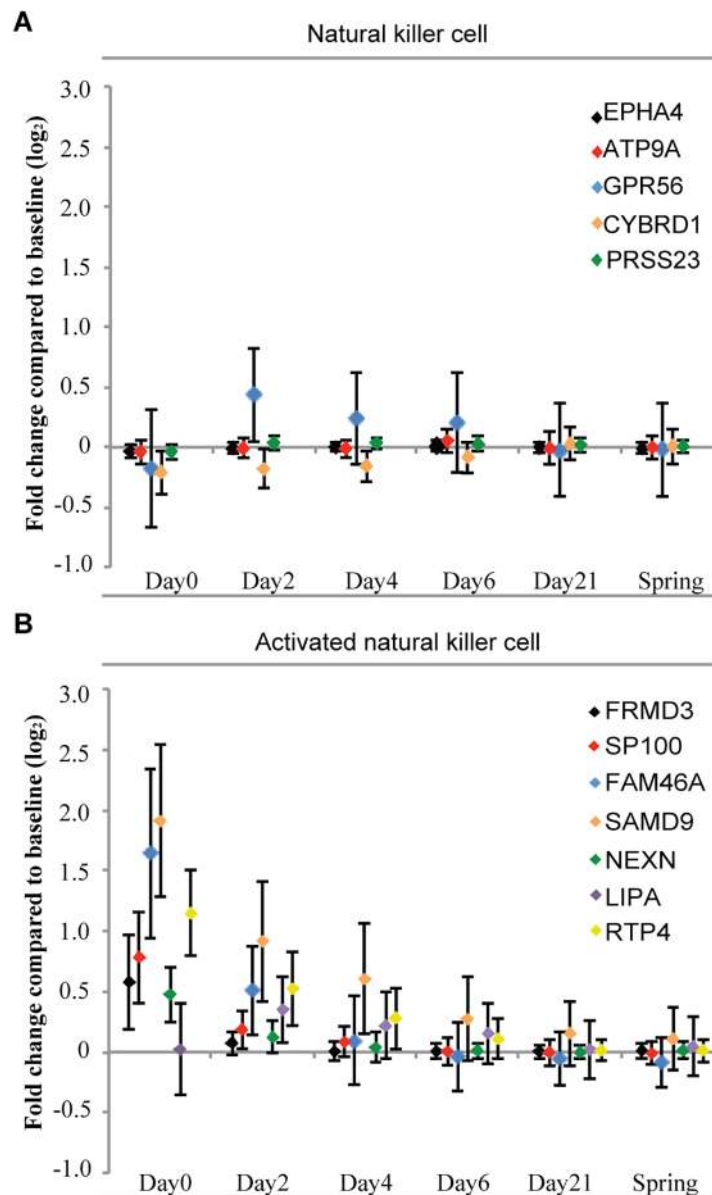 A
Natural killer cell
Fold change compared to baseline (log₂)
3.0
2.5
2.0
1.5
1.0
0.5
0
-0.5
-1.0
EPHA4
ATP9A
GPR56
CYBRD1
PRSS23
Day0 Day2 Day4 Day6 Day21 Spring
B
Activated natural killer cell
Fold change compared to baseline (log₂)
3.0
2.5
2.0
1.5
1.0
0.5
0
-0.5
-1.0
FRMD3
SP100
FAM46A
SAMD9
NEXN
LIPA
RTP4
Day0 Day2 Day4 Day6 Day21 Spring